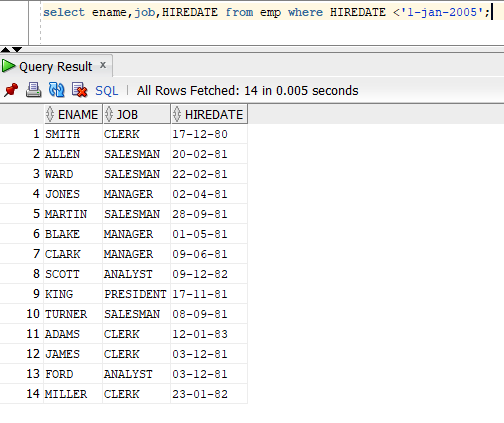 select ename,job,HIREDATE from emp where HIREDATE <'1-jan-2005';
Query Result ×
SQL | All Rows Fetched: 14 in 0.005 seconds
ENAME JOB HIREDATE
1 SMITH CLERK 17-12-80
2 ALLEN SALESMAN 20-02-81
3 WARD SALESMAN 22-02-81
4 JONES MANAGER 02-04-81
5 MARTIN SALESMAN 28-09-81
6 BLAKE MANAGER 01-05-81
7 CLARK MANAGER 09-06-81
8 SCOTT ANALYST 09-12-82
9 KING PRESIDENT 17-11-81
10 TURNER SALESMAN 08-09-81
11 ADAMS CLERK 12-01-83
12 JAMES CLERK 03-12-81
13 FORD ANALYST 03-12-81
14 MILLER CLERK 23-01-82